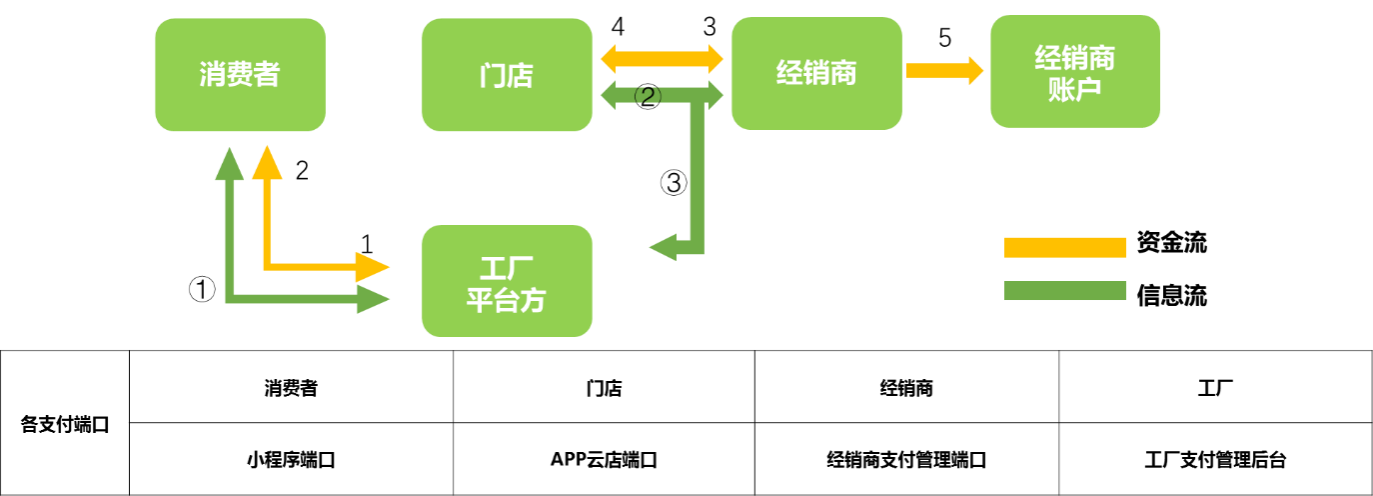 消费者
门店
4
3
经销商
5
经销商
账户
②
2
③
1
①
工厂
平台方
资金流
信息流
各支付端口
消费者
门店
经销商
工厂
小程序端口
APP云店端口
经销商支付管理端口
工厂支付管理后台